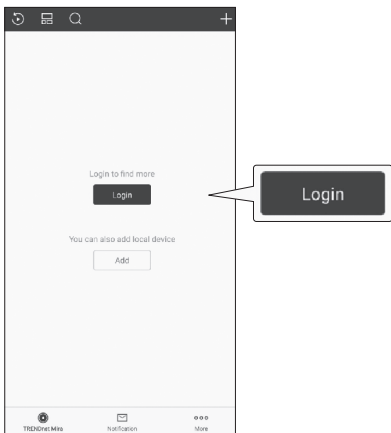 Login to find more
Login
Login
You can also add local device
Add
TRENDnet Mira
Notification
More